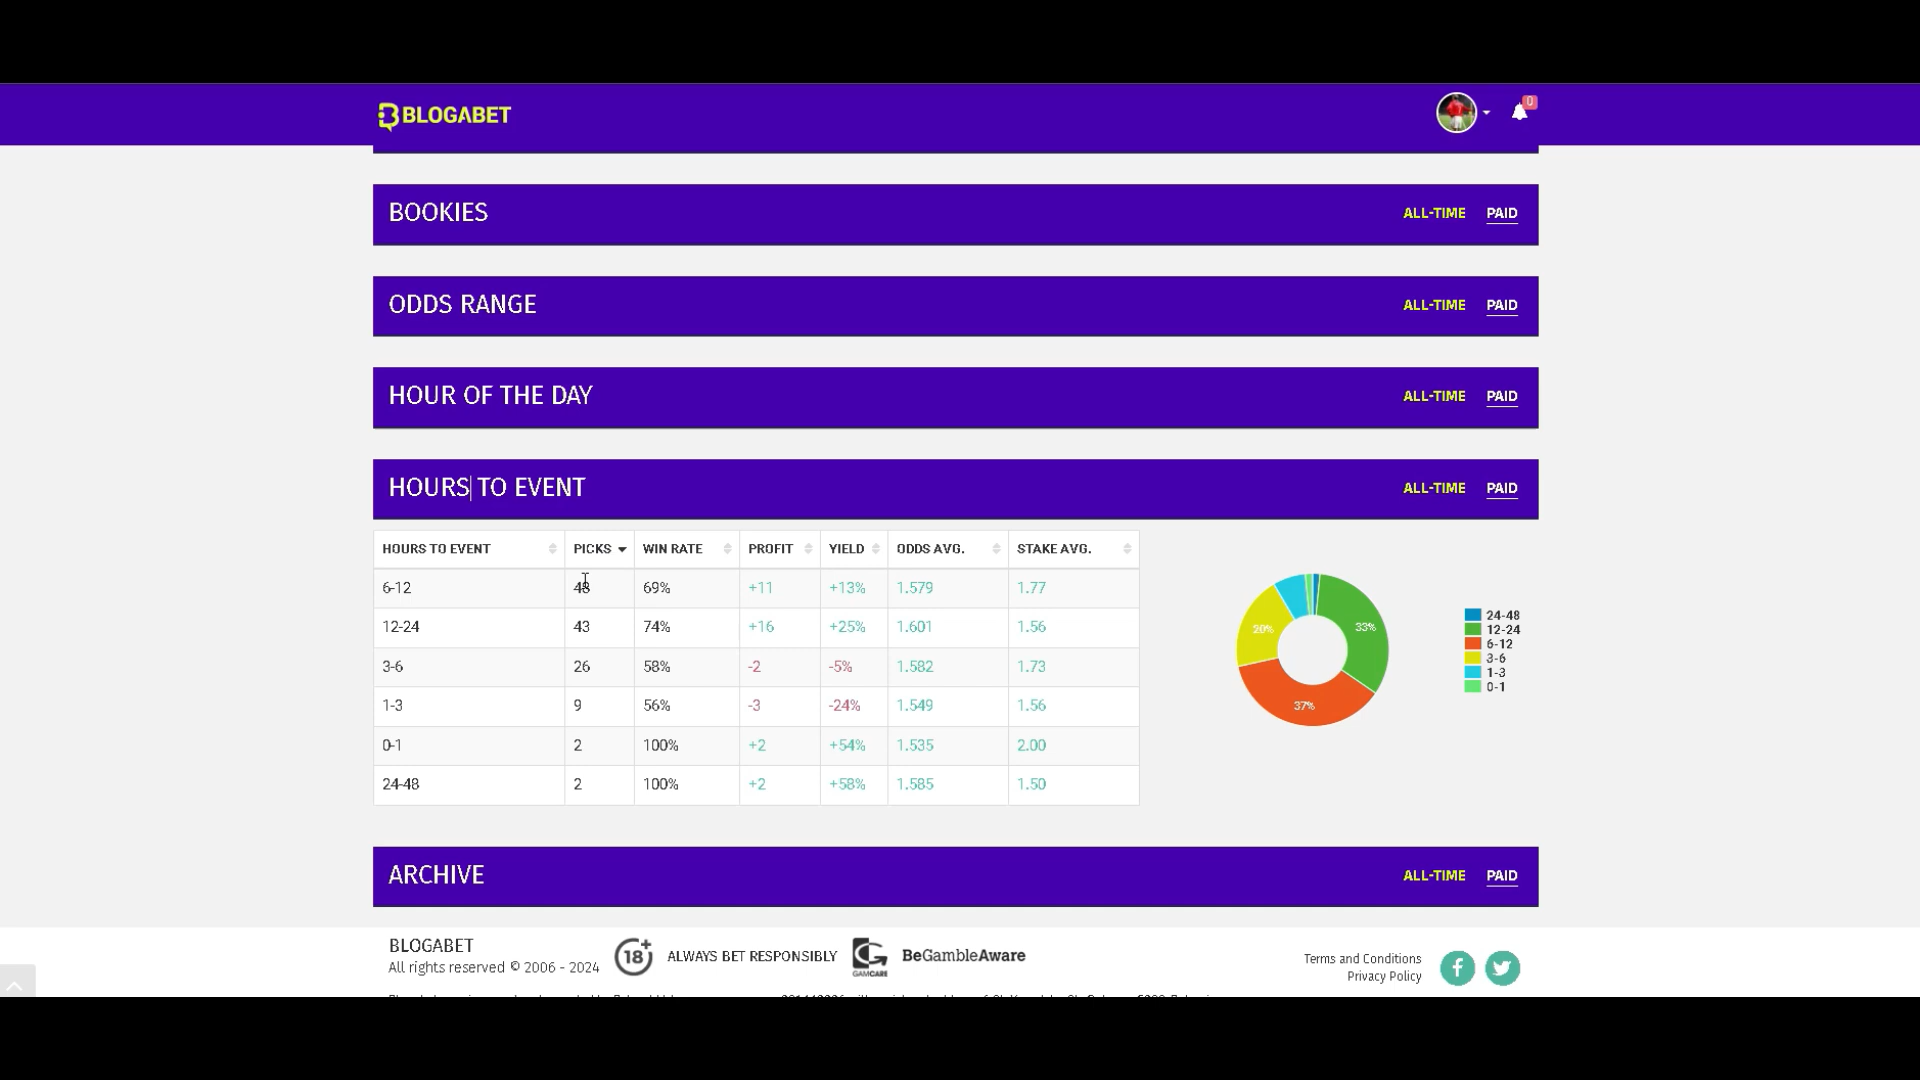 BLOGABET
0
BOOKIES ALL-TIME PAID
ODDS RANGE ALL-TIME PAID
HOUR OF THE DAY ALL-TIME PAID
HOURS TO EVENT ALL-TIME PAID
HOURS TO EVENT PICKS WIN RATE PROFIT YIELD ODDS AVG. STAKE AVG.
6-12 48 69% +11 +13% 1.579 1.77
12-24 43 74% +16 +25% 1.601 1.56
3-6 26 58% -2 -5% 1.582 1.73
1-3 9 56% -3 -24% 1.549 1.56
0-1 2 100% +2 +54% 1.535 2.00
24-48 2 100% +2 +58% 1.585 1.50
20%
33%
37%
24-48
12-24
6-12
3-6
1-3
0-1
ARCHIVE ALL-TIME PAID
BLOGABET
All rights reserved © 2006 - 2024
18+
ALWAYS BET RESPONSIBLY
GAMCARE
BeGambleAware
Terms and Conditions
Privacy Policy